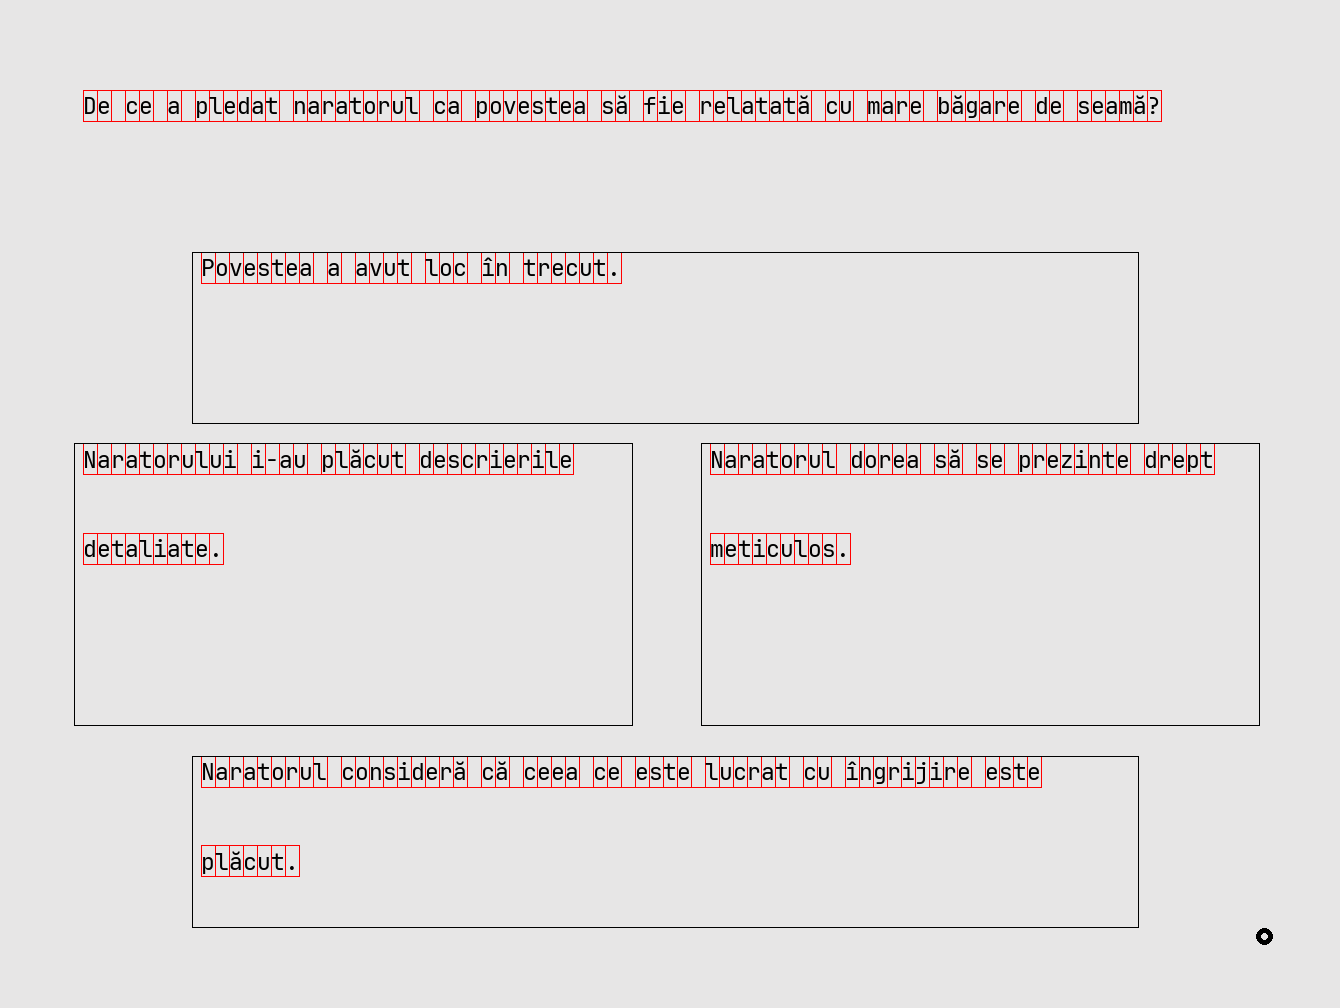 De ce a pledat naratorul ca povestea să fie relatată cu mare băgare de seamă?
Povestea a avut loc în trecut.
Naratorului i-au plăcut descrierile
detaliate.
Naratorul dorea să se prezinte drept
meticulos.
Naratorul consideră că ceea ce este lucrat cu îngrijire este
plăcut.